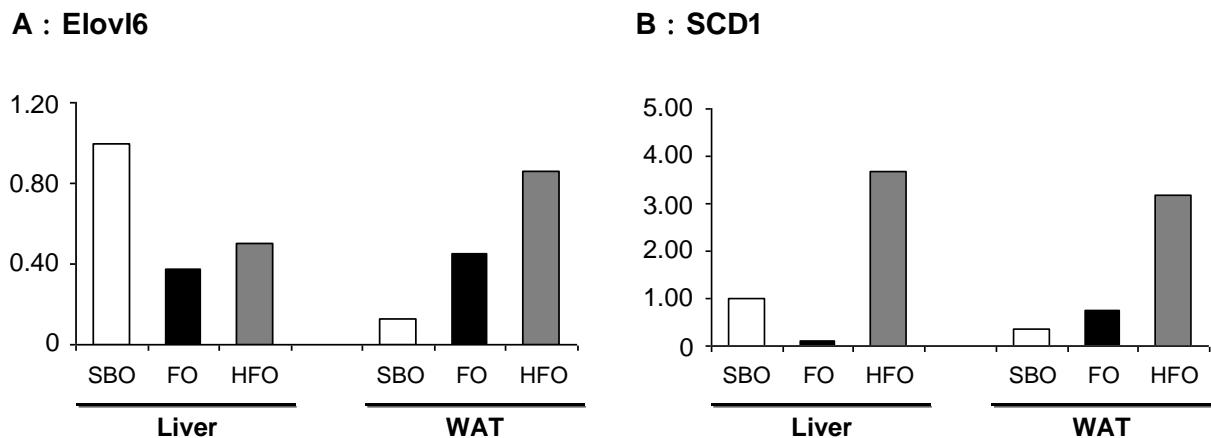 A : Elovl6
1.20
0.80
0.40
0
SBO FO HFO SBO FO HFO
Liver WAT
B : SCD1
5.00
4.00
3.00
2.00
1.00
0
SBO FO HFO SBO FO HFO
Liver WAT